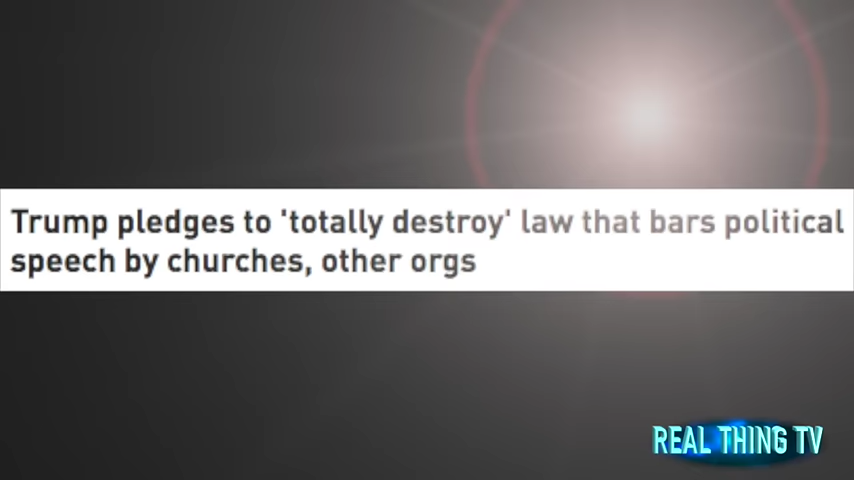 Trump pledges to 'totally destroy' law that bars political
speech by churches, other orgs
REAL THING TV